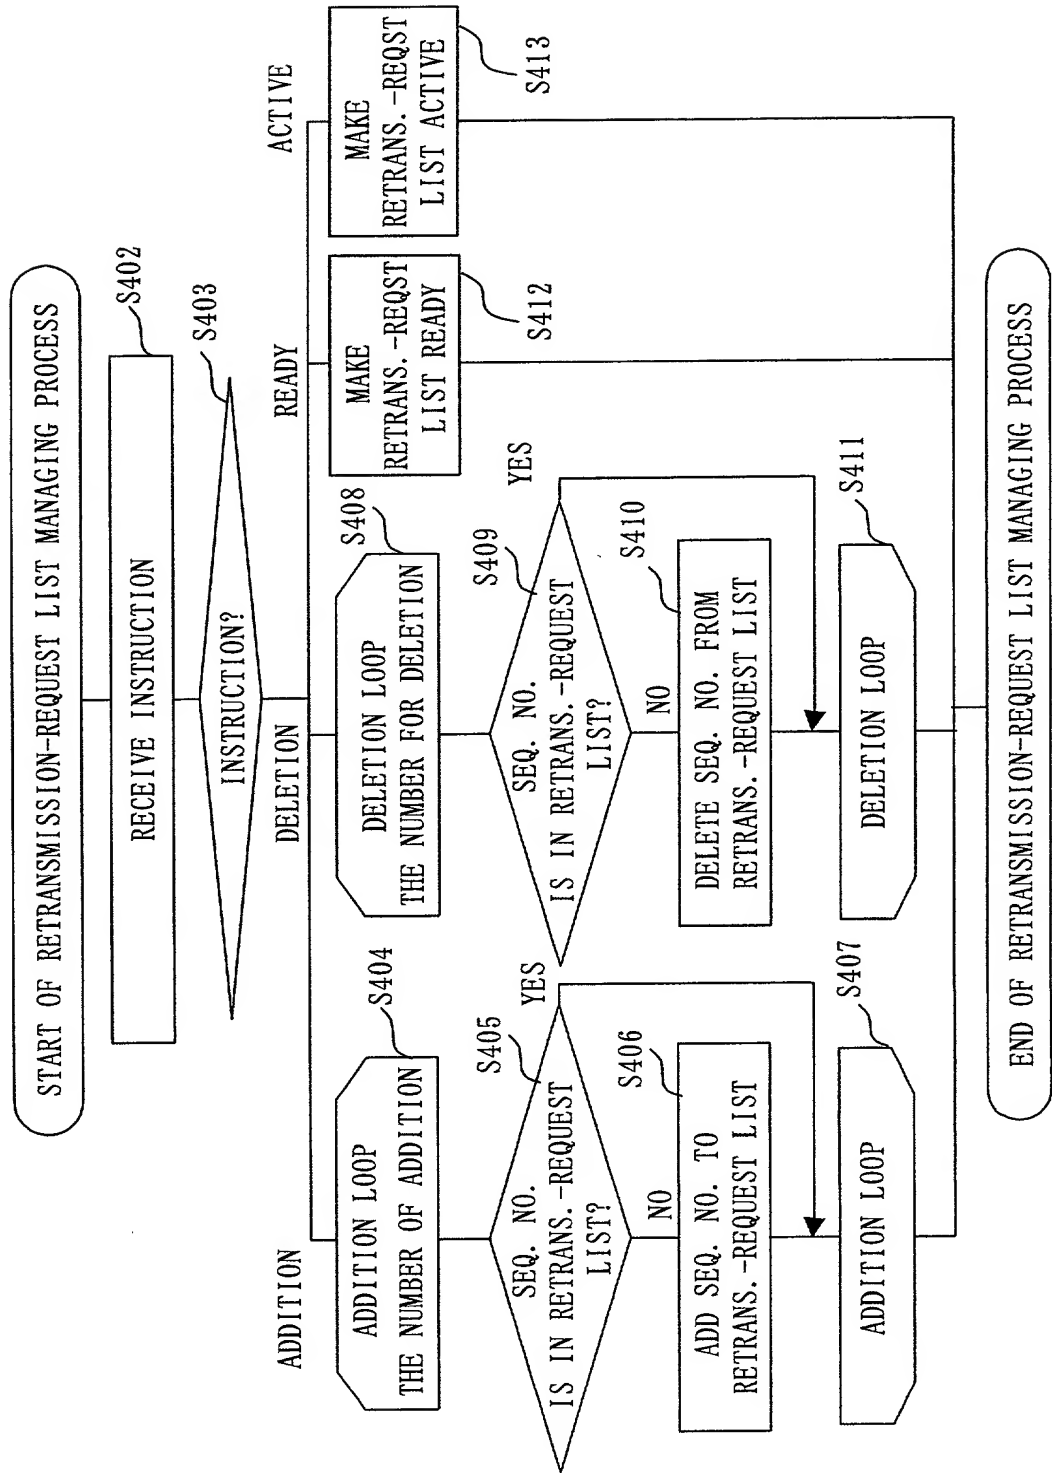 START OF RETRANSMISSION-REQUEST LIST MANAGING PROCESS
RECEIVE INSTRUCTION
S402
INSTRUCTION?
S403
ADDITION
DELETION
READY
ACTIVE
ADDITION LOOP
THE NUMBER OF ADDITION
S404
SEQ. NO.
IS IN RETRANS.-REQUEST
LIST?
S405
YES
NO
ADD SEQ. NO. TO
RETRANS.-REQUEST LIST
S406
ADDITION LOOP
S407
DELETION LOOP
THE NUMBER FOR DELETION
S408
SEQ. NO.
IS IN RETRANS.-REQUEST
LIST?
S409
YES
NO
DELETE SEQ. NO. FROM
RETRANS.-REQUEST LIST
S410
DELETION LOOP
S411
MAKE
RETRANS.-REQST
LIST READY
S412
MAKE
RETRANS.-REQST
LIST ACTIVE
S413
END OF RETRANSMISSION-REQUEST LIST MANAGING PROCESS